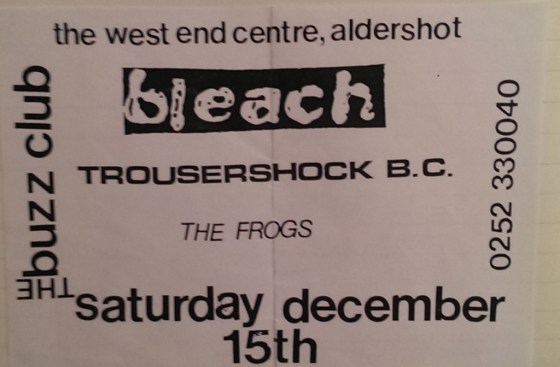 the west end centre, aldershot
THE buzz club
bleach
TROUSERSHOCK B.C.
THE FROGS
0252 330040
saturday december
15th